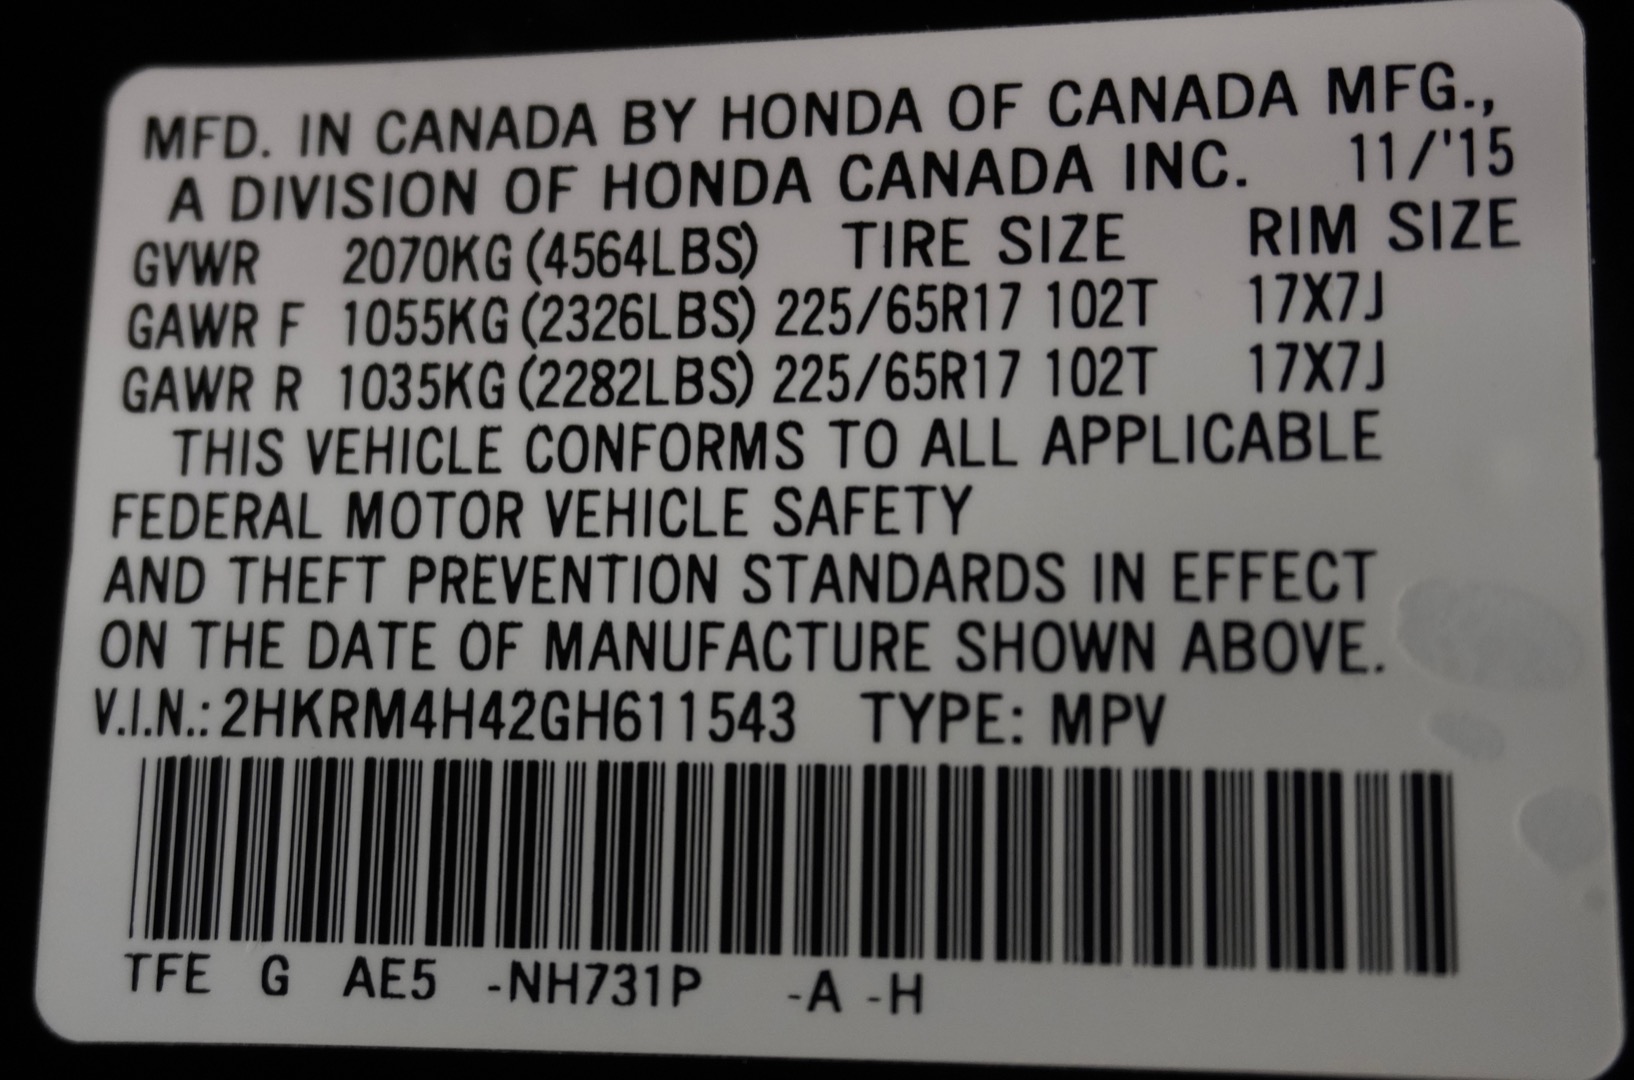 MFD. IN CANADA BY HONDA OF CANADA MFG.,
A DIVISION OF HONDA CANADA INC. 11/'15
GVWR 2070KG (4564LBS) TIRE SIZE RIM SIZE
GAWR F 1055KG (2326LBS) 225/65R17 102T 17X7J
GAWR R 1035KG (2282LBS) 225/65R17 102T 17X7J
THIS VEHICLE CONFORMS TO ALL APPLICABLE
FEDERAL MOTOR VEHICLE SAFETY
AND THEFT PREVENTION STANDARDS IN EFFECT
ON THE DATE OF MANUFACTURE SHOWN ABOVE.
V.I.N.: 2HKRM4H42GH611543 TYPE: MPV
TFE G AE5 -NH731P -A -H